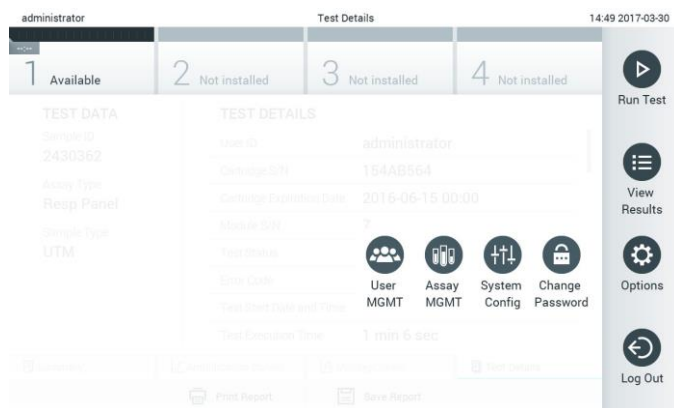 administrator Test Details 14:49 2017-03-30
--:--
1 Available 2 Not installed 3 Not installed 4 Not installed
Run Test
TEST DATA
Sample ID
2430362
Assay Type
Resp Panel
Sample Type
UTM
TEST DETAILS
User ID administrator
Cartridge S/N 154AB564
Cartridge Expiration Date 2016-06-15 00:00
Module S/N ?
Test Status
Error Code
Test Start Date and Time
Test Execution Time 1 min 6 sec
User
MGMT
Assay
MGMT
System
Config
Change
Password
View
Results
Options
Log Out
Test Details
Print Report Save Report